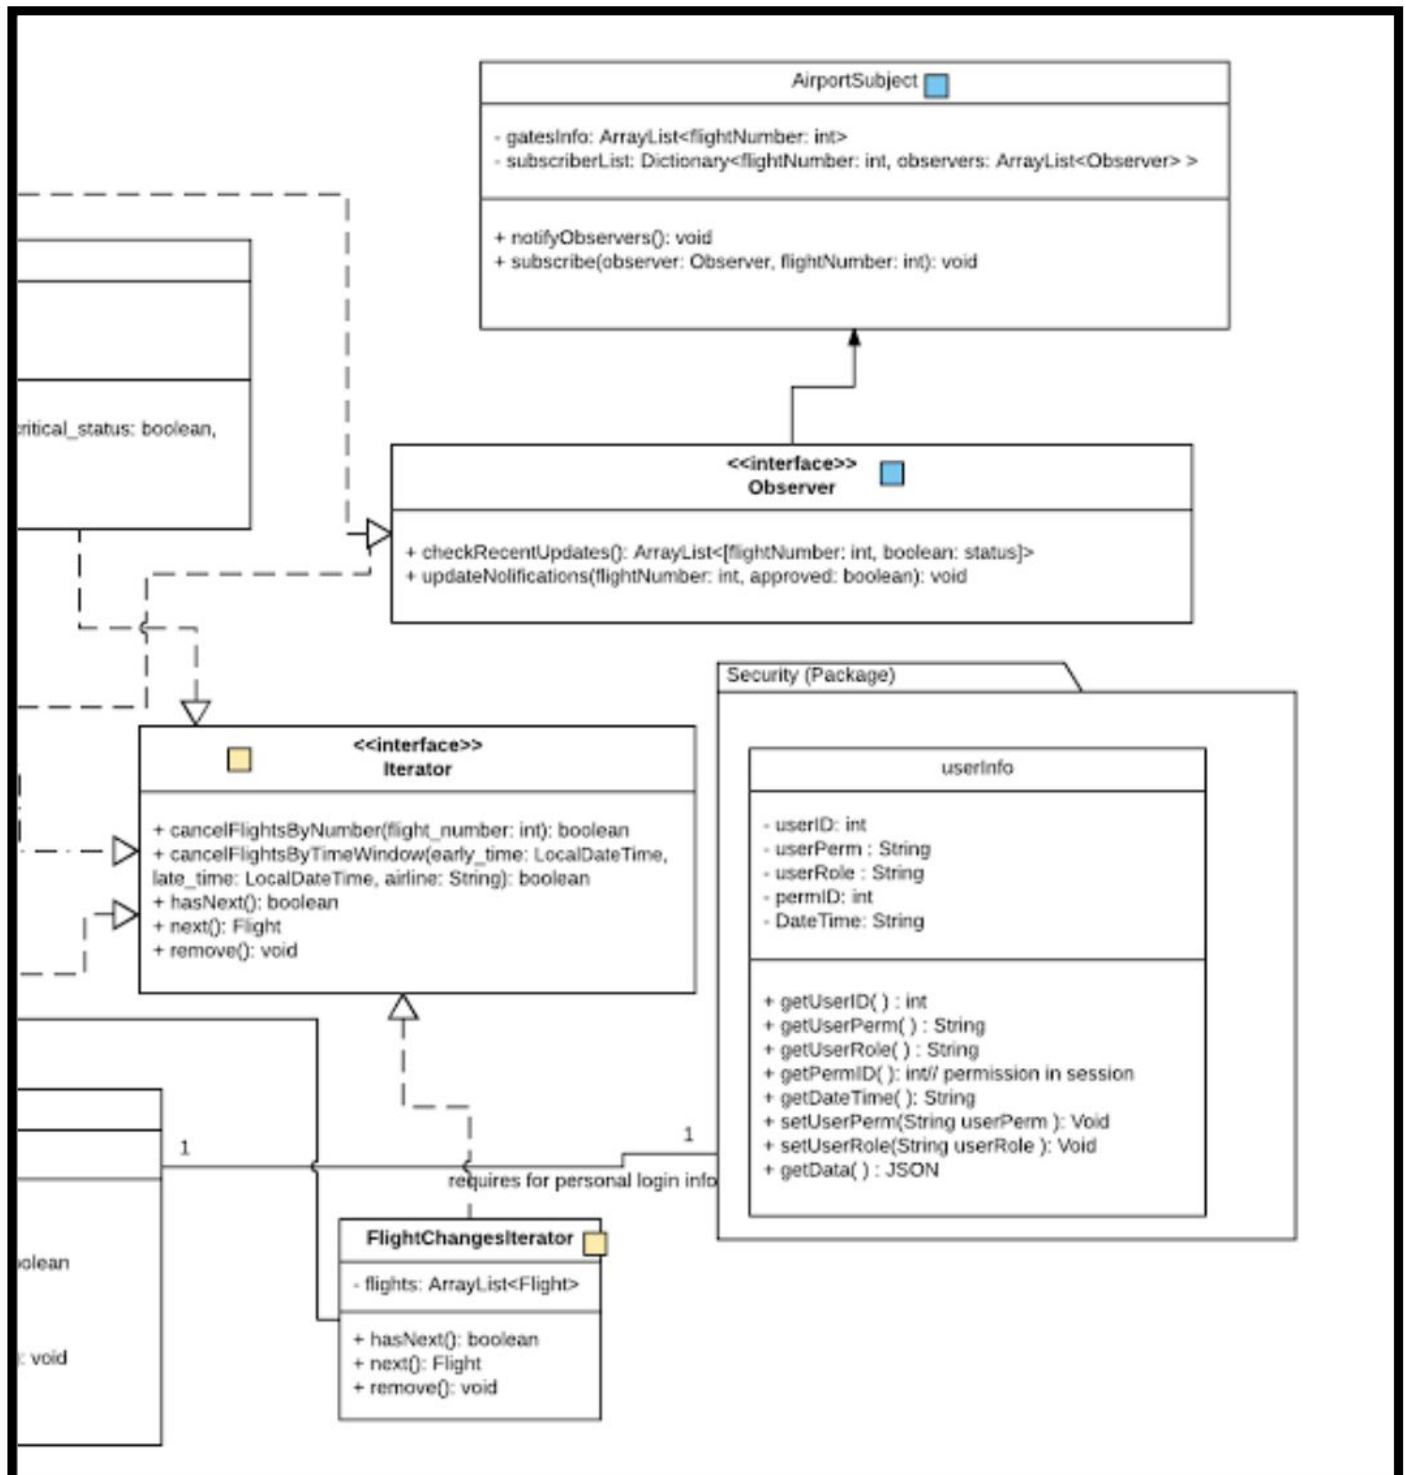 AirportSubject
- gatesInfo: ArrayList<flightNumber: int>
- subscriberList: Dictionary<flightNumber: int, observers: ArrayList<Observer> >
+ notifyObservers(): void
+ subscribe(observer: Observer, flightNumber: int): void
critical_status: boolean,
<<interface>>
Observer
+ checkRecentUpdates(): ArrayList<[flightNumber: int, boolean: status]>
+ updateNolifications(flightNumber: int, approved: boolean): void
Security (Package)
<<interface>>
Iterator
+ cancelFlightsByNumber(flight_number: int): boolean
+ cancelFlightsByTimeWindow(early_time: LocalDateTime,
late_time: LocalDateTime, airline: String): boolean
+ hasNext(): boolean
+ next(): Flight
+ remove(): void
userInfo
- userID: int
- userPerm : String
- userRole : String
- permID: int
- DateTime: String
+ getUserID( ) : int
+ getUserPerm( ) : String
+ getUserRole( ) : String
+ getPermID( ): int// permission in session
+ getDateTime( ): String
+ setUserPerm(String userPerm ): Void
+ setUserRole(String userRole ): Void
+ getData( ) : JSON
1
1
requires for personal login info
FlightChangesIterator
- flights: ArrayList<Flight>
+ hasNext(): boolean
+ next(): Flight
+ remove(): void
olean
: void